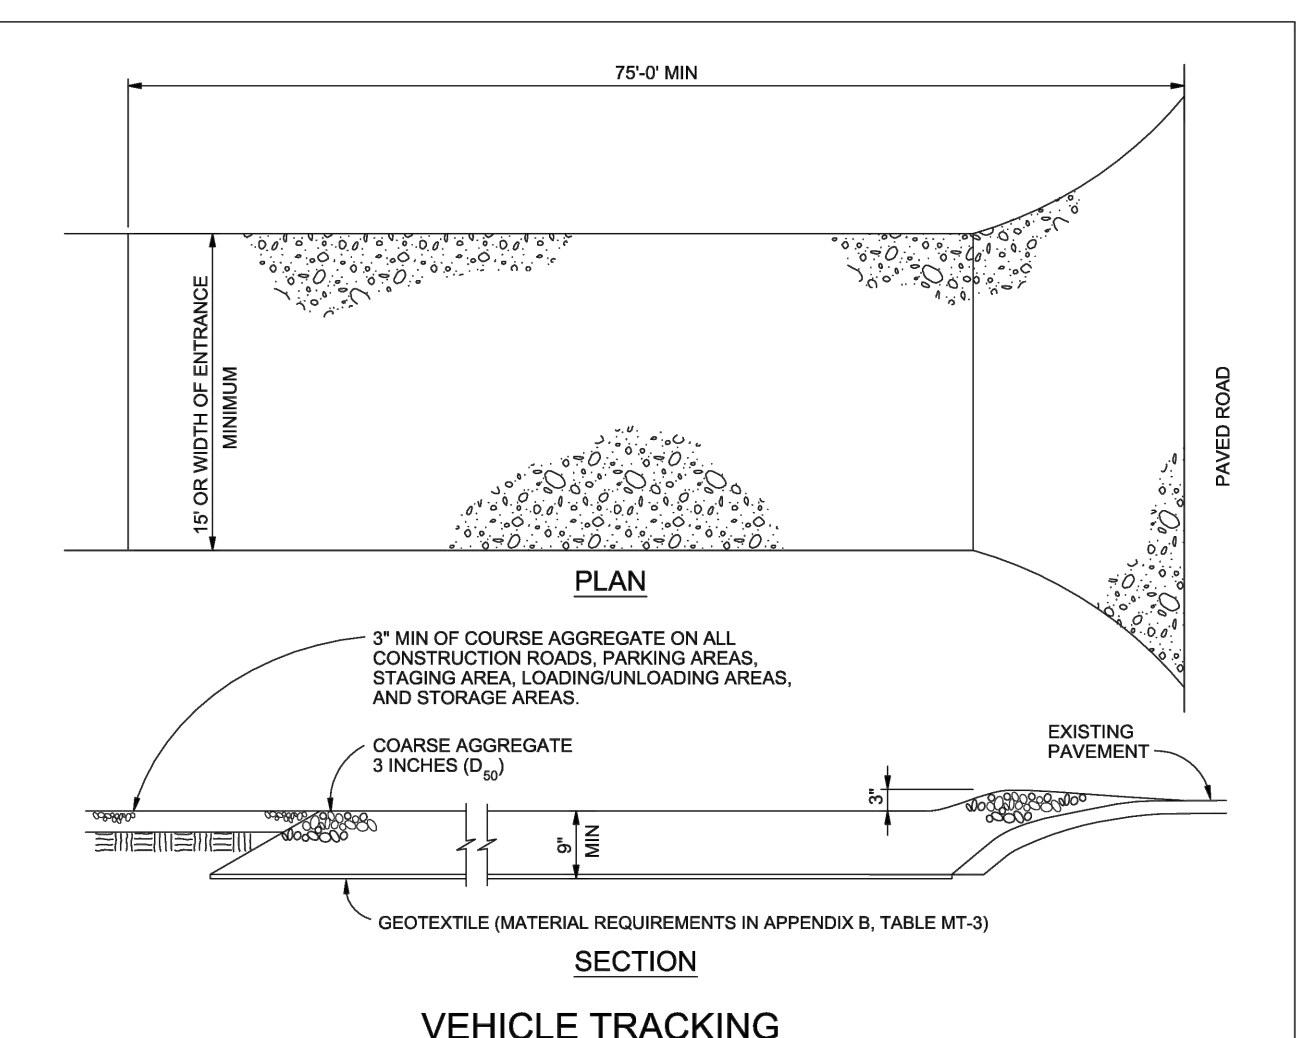 75'-0' MIN
15' OR WIDTH OF ENTRANCE
MINIMUM
PAVED ROAD
PLAN
3" MIN OF COURSE AGGREGATE ON ALL
CONSTRUCTION ROADS, PARKING AREAS,
STAGING AREA, LOADING/UNLOADING AREAS,
AND STORAGE AREAS.
COARSE AGGREGATE
3 INCHES (D50)
EXISTING
PAVEMENT
3"
9"
MIN
GEOTEXTILE (MATERIAL REQUIREMENTS IN APPENDIX B, TABLE MT-3)
SECTION
VEHICLE TRACKING